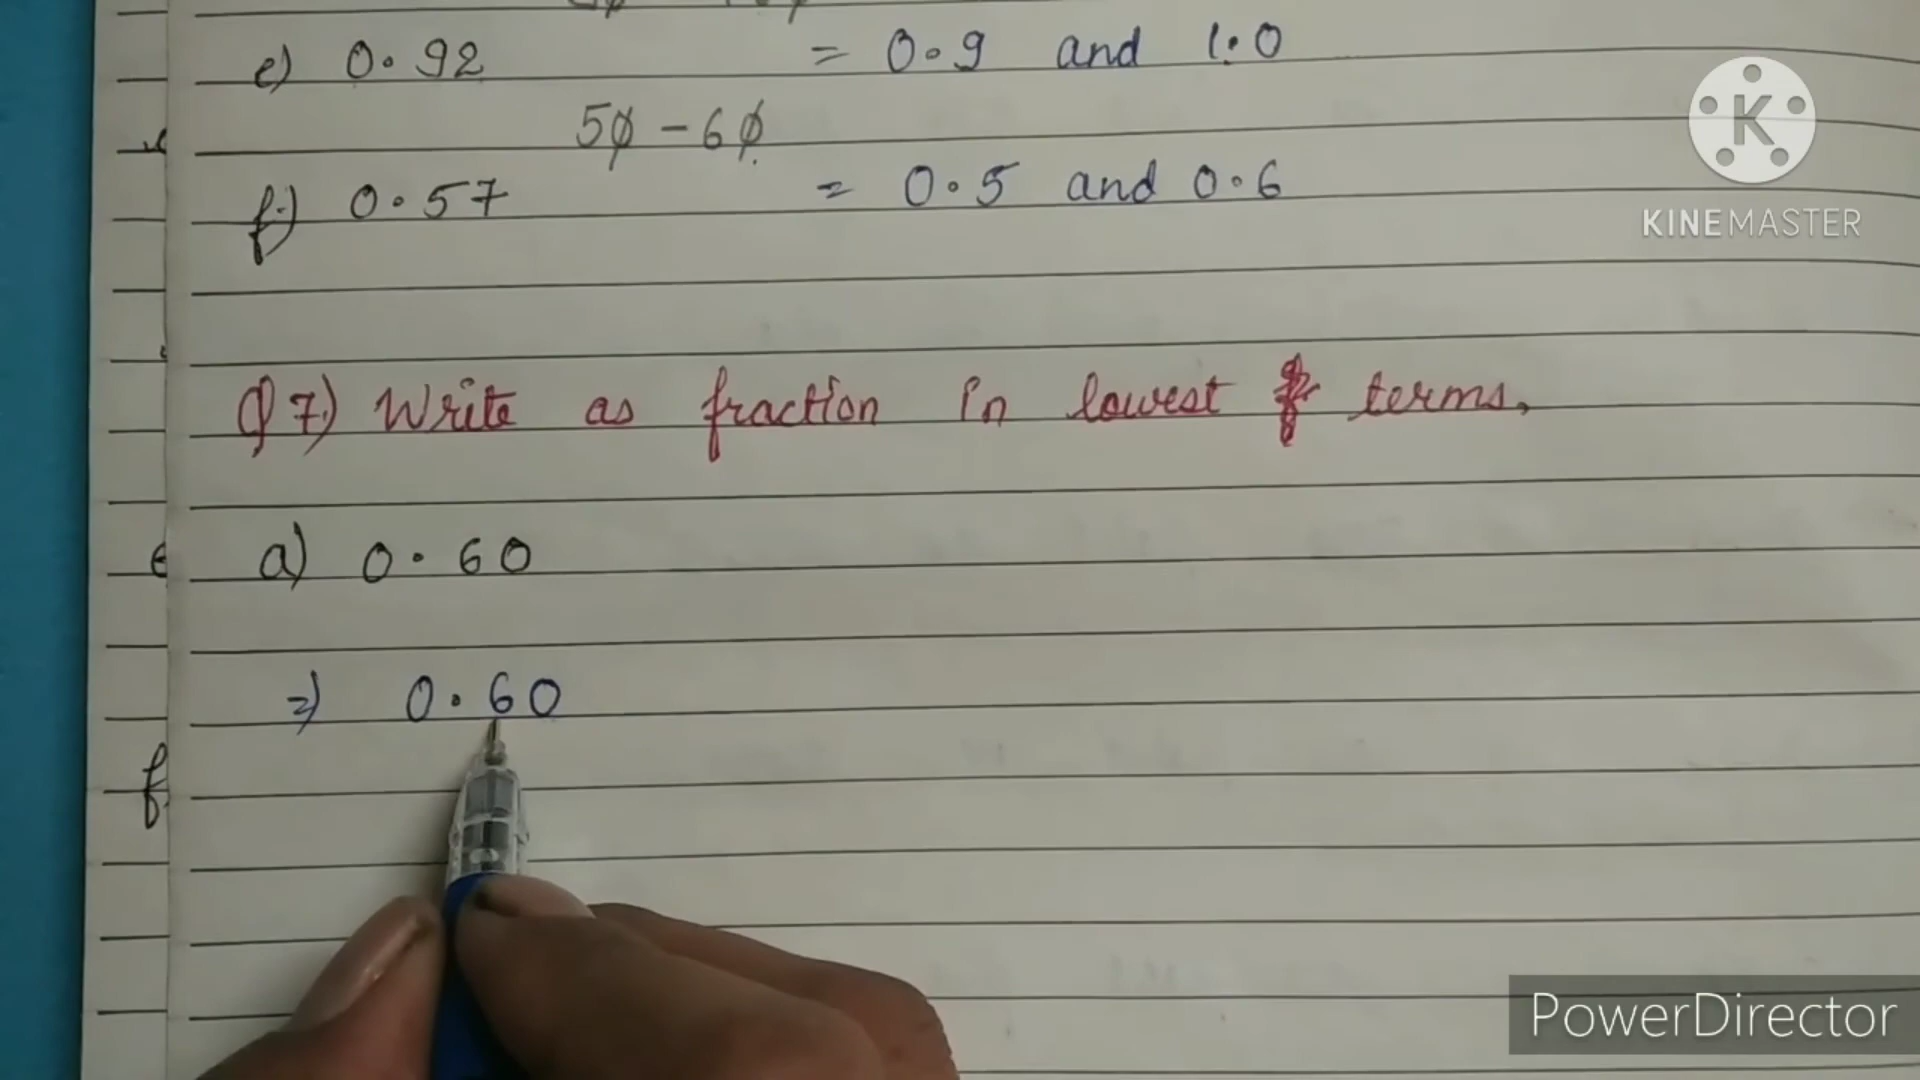 e) 0.92 = 0.9 and 1.0
50 - 60
f) 0.57 = 0.5 and 0.6
Q7) Write as fraction in lowest terms.
a) 0.60
⇒ 0.60
f
K
KINEMASTER
PowerDirector